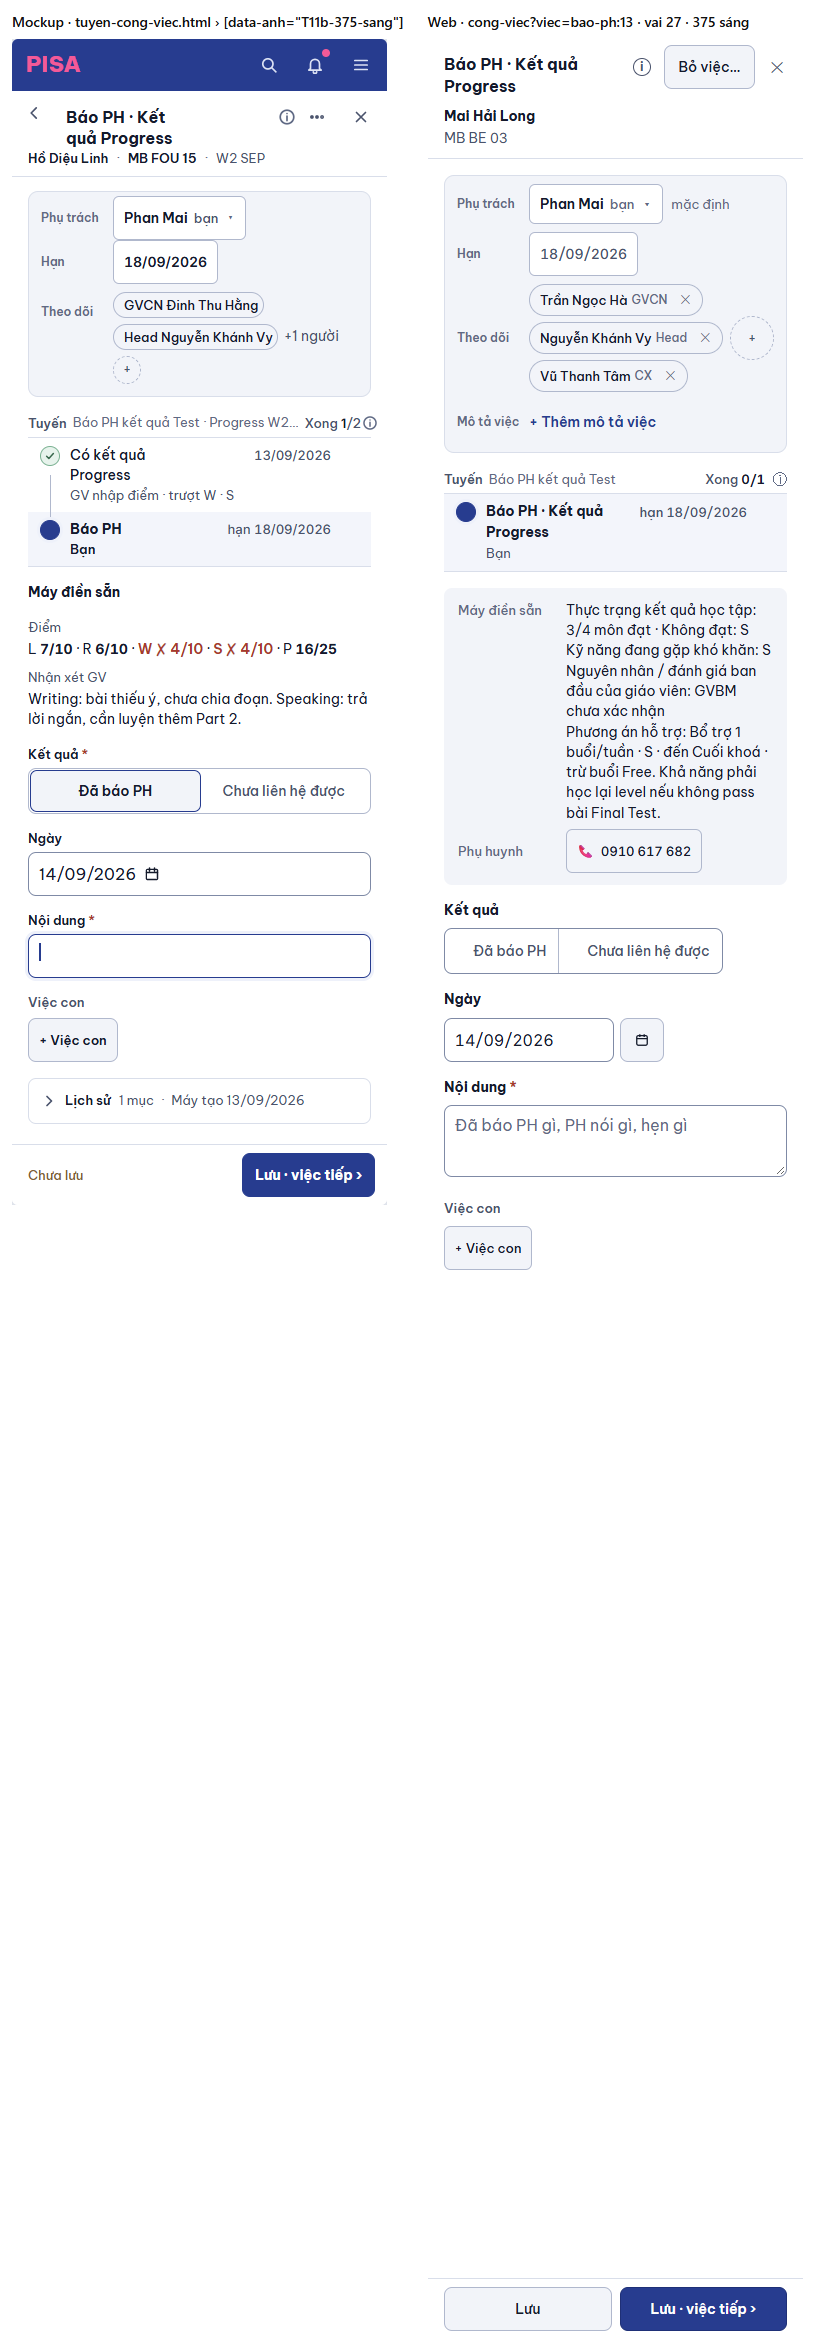 Mockup · tuyen-cong-viec.html › [data-anh="T11b-375-sang"]
PISA
Báo PH · Kết
quả Progress
Hồ Diệu Linh · MB FOU 15 · W2 SEP
Phụ trách
Phan Mai bạn
Hạn
18/09/2026
Theo dõi
GVCN Đinh Thu Hằng
Head Nguyễn Khánh Vy +1 người
+
Tuyến Báo PH kết quả Test · Progress W2... Xong 1/2
Có kết quả
Progress
13/09/2026
GV nhập điểm · trượt W · S
Báo PH
hạn 18/09/2026
Bạn
Máy điền sẵn
Điểm
L 7/10 · R 6/10 · W ✗ 4/10 · S ✗ 4/10 · P 16/25
Nhận xét GV
Writing: bài thiếu ý, chưa chia đoạn. Speaking: trả
lời ngắn, cần luyện thêm Part 2.
Kết quả *
Đã báo PH
Chưa liên hệ được
Ngày
14/09/2026
Nội dung *
Việc con
+ Việc con
Lịch sử 1 mục · Máy tạo 13/09/2026
Chưa lưu
Lưu · việc tiếp ›
Web · cong-viec?viec=bao-ph:13 · vai 27 · 375 sáng
Báo PH · Kết quả
Progress
Bỏ việc...
Mai Hải Long
MB BE 03
Phụ trách
Phan Mai bạn
mặc định
Hạn
18/09/2026
Theo dõi
Trần Ngọc Hà GVCN
Nguyễn Khánh Vy Head
+
Vũ Thanh Tâm CX
Mô tả việc + Thêm mô tả việc
Tuyến Báo PH kết quả Test Xong 0/1
Báo PH · Kết quả
Progress
hạn 18/09/2026
Bạn
Máy điền sẵn
Thực trạng kết quả học tập:
3/4 môn đạt · Không đạt: S
Kỹ năng đang gặp khó khăn: S
Nguyên nhân / đánh giá ban
đầu của giáo viên: GVBM
chưa xác nhận
Phương án hỗ trợ: Bổ trợ 1
buổi/tuần · S · đến Cuối khoá ·
trừ buổi Free. Khả năng phải
học lại level nếu không pass
bài Final Test.
Phụ huynh
0910 617 682
Kết quả
Đã báo PH
Chưa liên hệ được
Ngày
14/09/2026
Nội dung *
Đã báo PH gì, PH nói gì, hẹn gì
Việc con
+ Việc con
Lưu
Lưu · việc tiếp ›